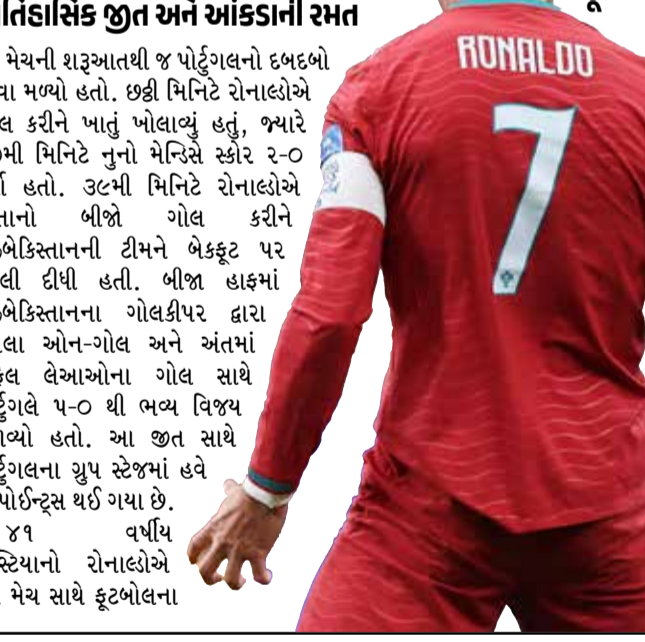 તિહાસિક જીત અને આંકડાની રમત
મેચની શરૂઆતથી જ પોર્ટુગલનો દબદબો
વા મળ્યો હતો. છઠ્ઠી મિનિટે રોનાલ્ડોએ
લ કરીને ખાતું ખોલાવ્યું હતું, જ્યારે
મી મિનિટે નુનો મેન્ડિસે સ્કોર ૨-૦
હતો. ૩૯મી મિનિટે રોનાલ્ડોએ
તાનો બીજો ગોલ કરીને
બેકિસ્તાનની ટીમને બેકફૂટ પર
લી દીધી હતી. બીજા હાફમાં
બેકિસ્તાનના ગોલકીપર દ્વારા
લા ઓન-ગોલ અને અંતમાં
લ લેઆઓના ગોલ સાથે
ર્ટુગલે ૫-૦ થી ભવ્ય વિજય
વ્યો હતો. આ જીત સાથે
ર્ટુગલના ગ્રુપ સ્ટેજમાં હવે
પોઈન્ટ્સ થઈ ગયા છે.
૪૧ વર્ષીય
સ્ટિયાનો રોનાલ્ડોએ
મેચ સાથે ફૂટબોલના
RONALDO
7